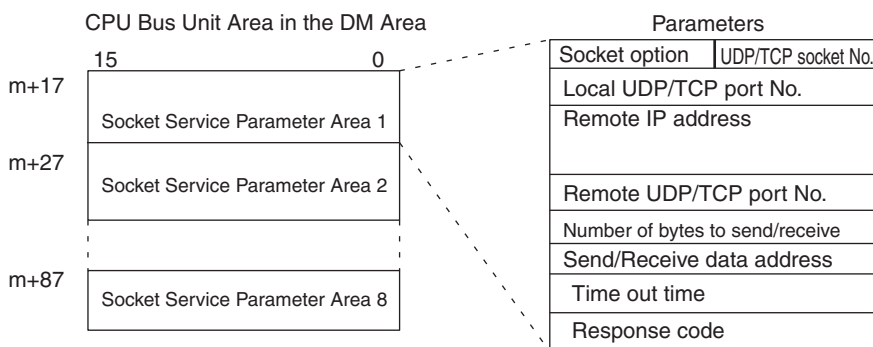 CPU Bus Unit Area in the DM Area
15 0
m+17
Socket Service Parameter Area 1
m+27
Socket Service Parameter Area 2
m+87
Socket Service Parameter Area 8
Parameters
Socket option UDP/TCP socket No.
Local UDP/TCP port No.
Remote IP address
Remote UDP/TCP port No.
Number of bytes to send/receive
Send/Receive data address
Time out time
Response code